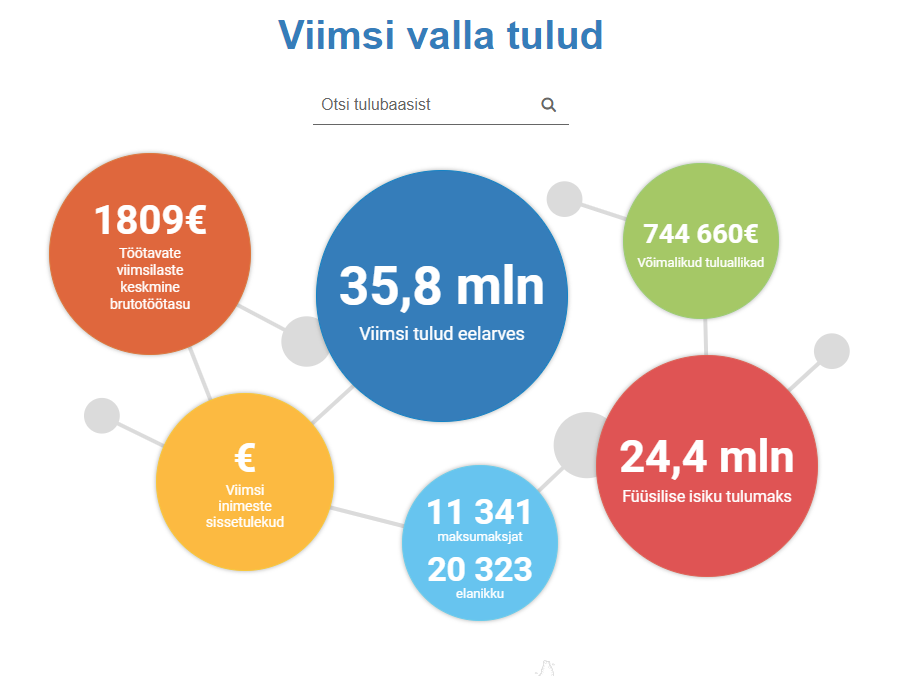 Viimsi valla tulud
Otsi tulubaasist
1809€
Töötavate
viimsilaste
keskmine
brutotöötasu
35,8 mln
Viimsi tulud eelarves
744 660€
Võimalikud tuluallikad
€
Viimsi
inimeste
sissetulekud
11 341
maksumaksjat
20 323
elanikku
24,4 mln
Füüsilise isiku tulumaks